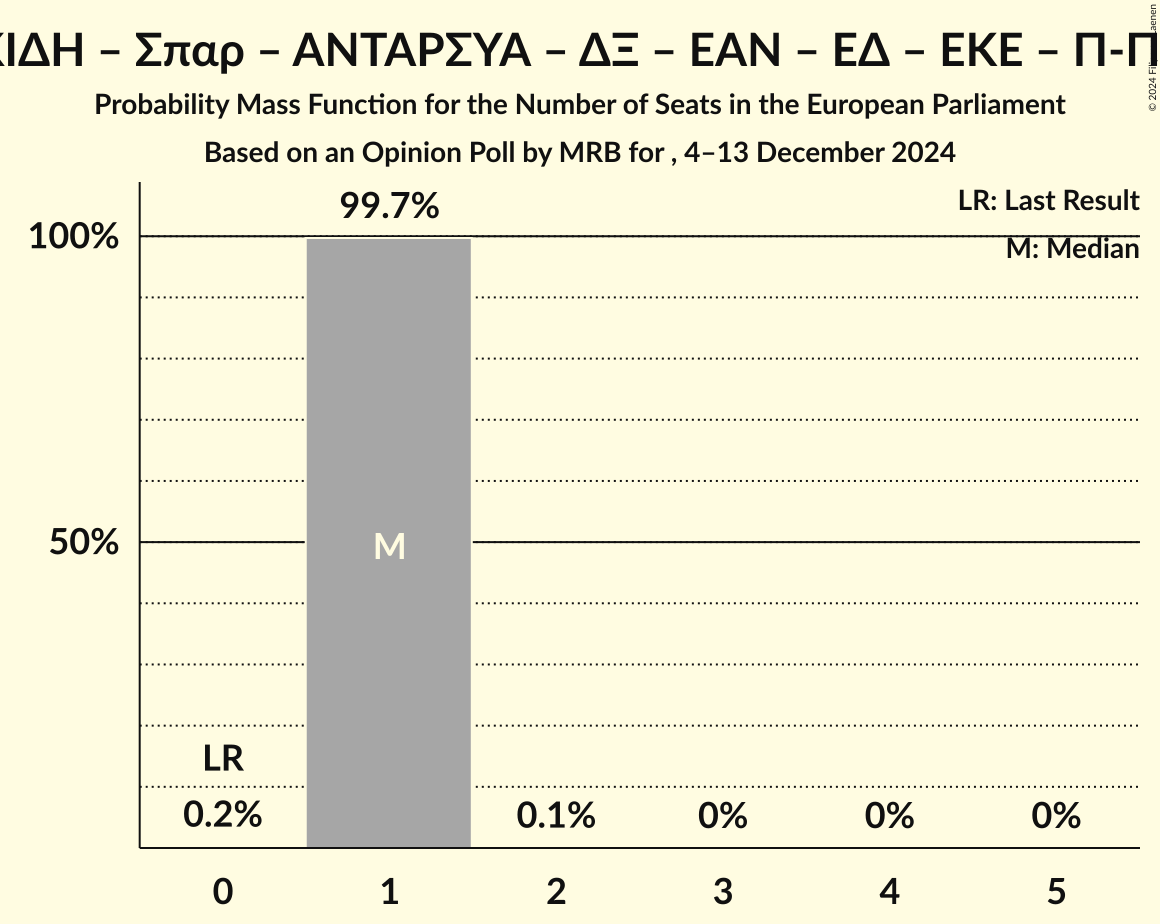 ΙΔΗ – Σπαρ – ΑΝΤΑΡΣΥΑ – ΔΞ – ΕΑΝ – ΕΔ – ΕΚΕ – Π-Π
© 2024
Probability Mass Function for the Number of Seats in the European Parliament
Based on an Opinion Poll by MRB for , 4–13 December 2024
LR: Last Result
M: Median
99.7%
100%
50%
M
LR
0.2%
0.1%
0%
0%
0%
0 1 2 3 4 5